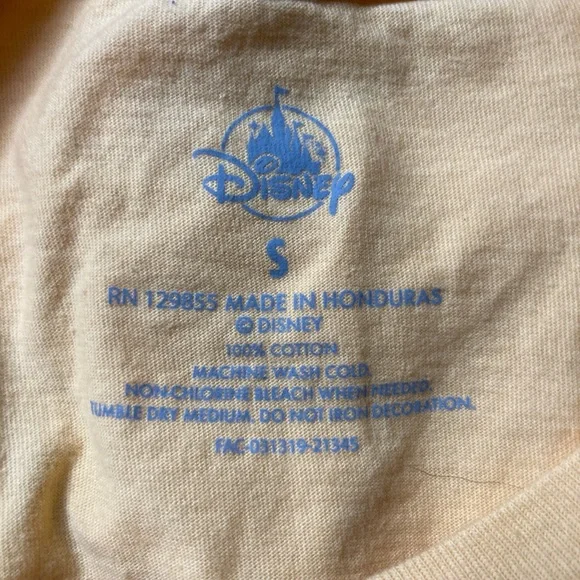 Disney
S
RN 129855 MADE IN HONDURAS
© DISNEY
100% COTTON
MACHINE WASH COLD.
NON-CHLORINE BLEACH WHEN NEEDED.
TUMBLE DRY MEDIUM. DO NOT IRON DECORATION.
FAC-031319-21345